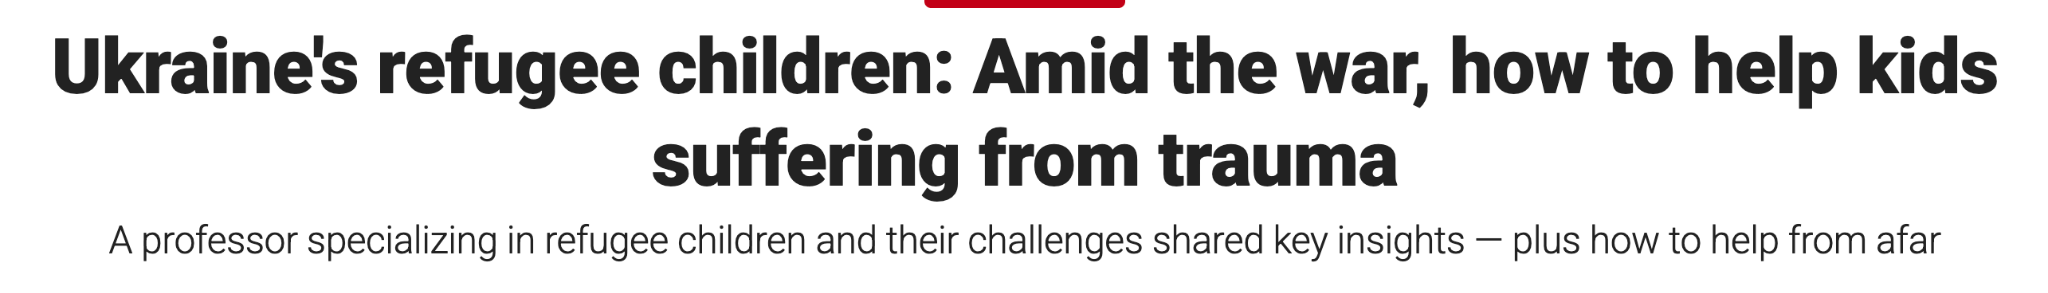 Ukraine's refugee children: Amid the war, how to help kids
suffering from trauma
A professor specializing in refugee children and their challenges shared key insights — plus how to help from afar